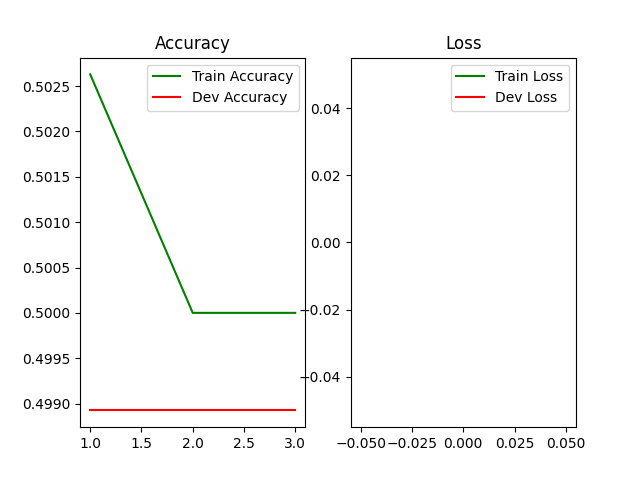 Accuracy
Train Accuracy
Dev Accuracy
0.5025
0.5020
0.5015
0.5010
0.5005
0.5000
0.4995
0.4990
1.0 1.5 2.0 2.5 3.0
Loss
Train Loss
Dev Loss
0.04
0.02
0.00
−0.02
−0.04
−0.050 −0.025 0.000 0.025 0.050